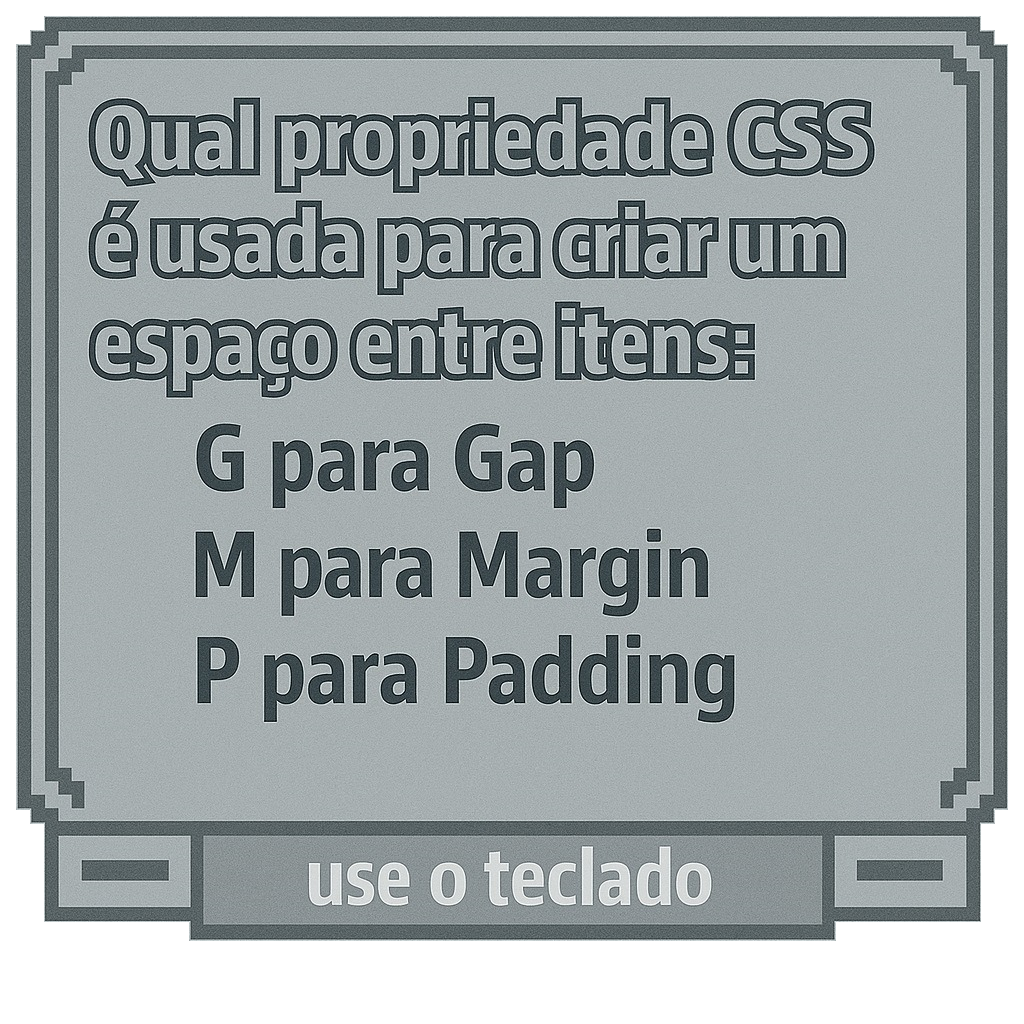 Qual propriedade CSS
é usada para criar um
espaço entre itens:
G para Gap
M para Margin
P para Padding
use o teclado